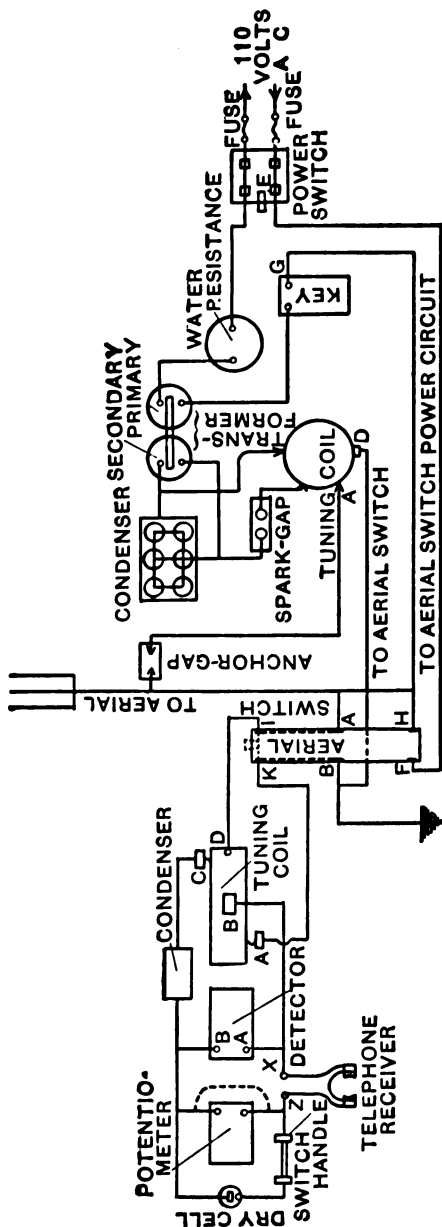 FUSE
110
VOLTS
A C
FUSE
E
POWER
SWITCH
WATER
RESISTANCE
G
KEY
SECONDARY
PRIMARY
TRANS-
FORMER
CONDENSER
SPARK-GAP
TUNING
COIL
A
D
ANCHOR-GAP
TO AERIAL
TO AERIAL SWITCH
TO AERIAL SWITCH POWER CIRCUIT
SWITCH
AERIAL
I
K
A
B
H
F
CONDENSER
C
D
B
A
TUNING
COIL
B
A
DETECTOR
POTENTIO-
METER
X
Z
SWITCH
HANDLE
DRY CELL
TELEPHONE
RECEIVER